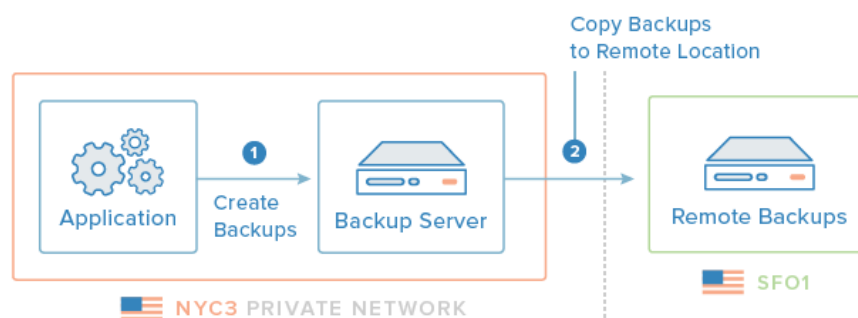 Copy Backups
to Remote Location
1
2
Create
Backups
Application
Backup Server
Remote Backups
NYC3 PRIVATE NETWORK
SFO1